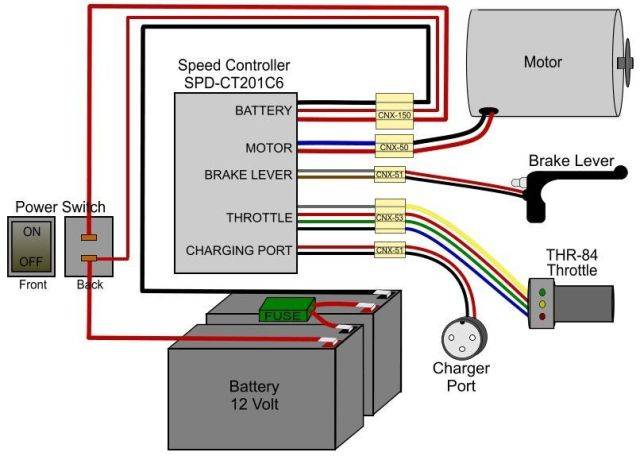 Speed Controller
SPD-CT201C6
BATTERY
MOTOR
BRAKE LEVER
THROTTLE
CHARGING PORT
CNX-150
CNX-50
CNX-51
CNX-53
CNX-51
Motor
Brake Lever
THR-84
Throttle
Power Switch
ON
OFF
Front
Back
FUSE
Battery
12 Volt
Charger
Port